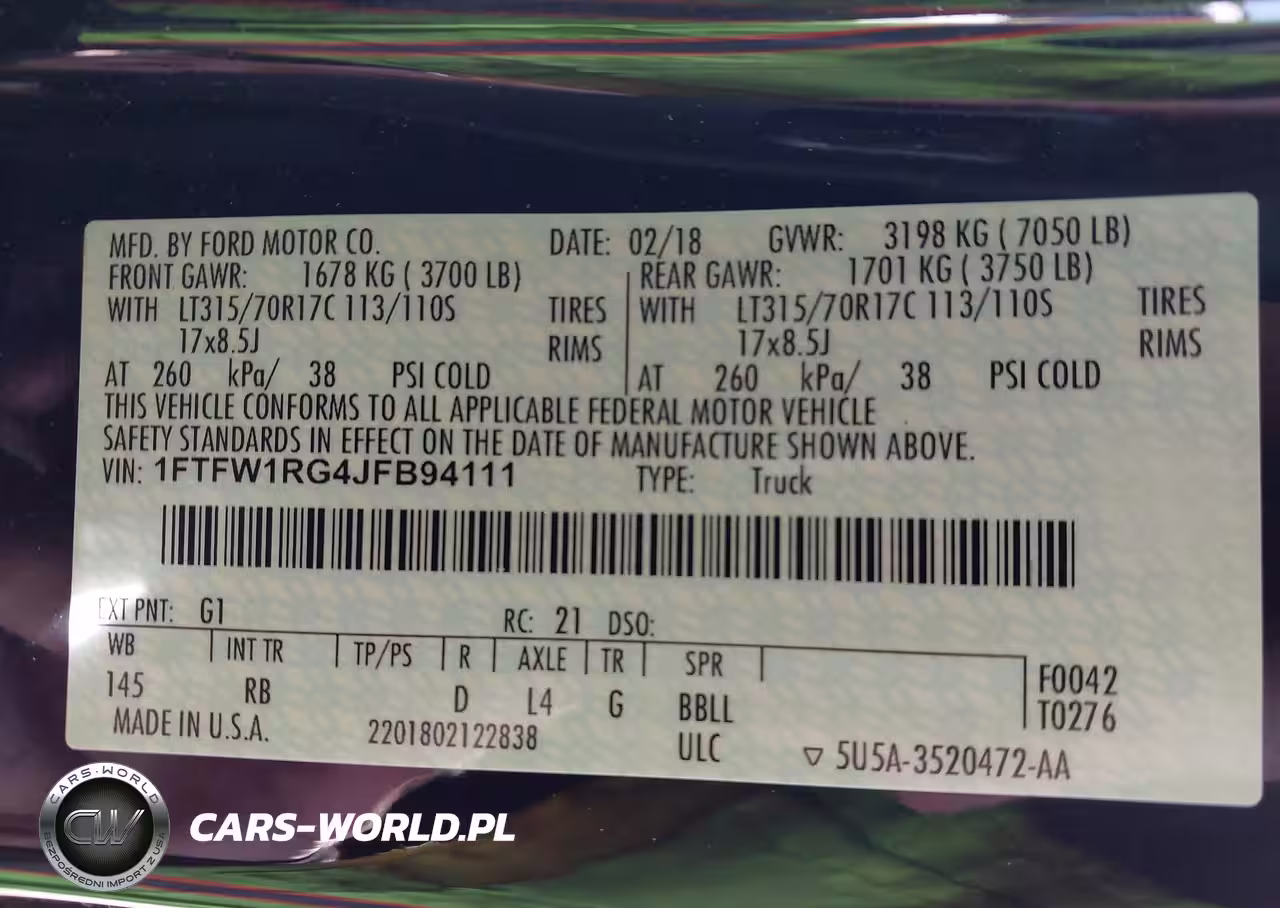 MFD. BY FORD MOTOR CO. DATE: 02/18 GVWR: 3198 KG ( 7050 LB)
FRONT GAWR: 1678 KG ( 3700 LB) REAR GAWR: 1701 KG ( 3750 LB)
WITH LT315/70R17C 113/110S TIRES WITH LT315/70R17C 113/110S TIRES
17x8.5J RIMS 17x8.5J RIMS
AT 260 kPa/ 38 PSI COLD AT 260 kPa/ 38 PSI COLD
THIS VEHICLE CONFORMS TO ALL APPLICABLE FEDERAL MOTOR VEHICLE
SAFETY STANDARDS IN EFFECT ON THE DATE OF MANUFACTURE SHOWN ABOVE.
VIN: 1FTFW1RG4JFB94111 TYPE: Truck
EXT PNT: G1 RC: 21 DSO:
WB INT TR TP/PS R AXLE TR SPR
145 RB D L4 G BBLL F0042
T0276
MADE IN U.S.A. 2201802122838 ULC ▽ 5U5A-3520472-AA
CARS-WORLD
CW
BEZPOŚREDNI IMPORT Z USA
CARS-WORLD.PL